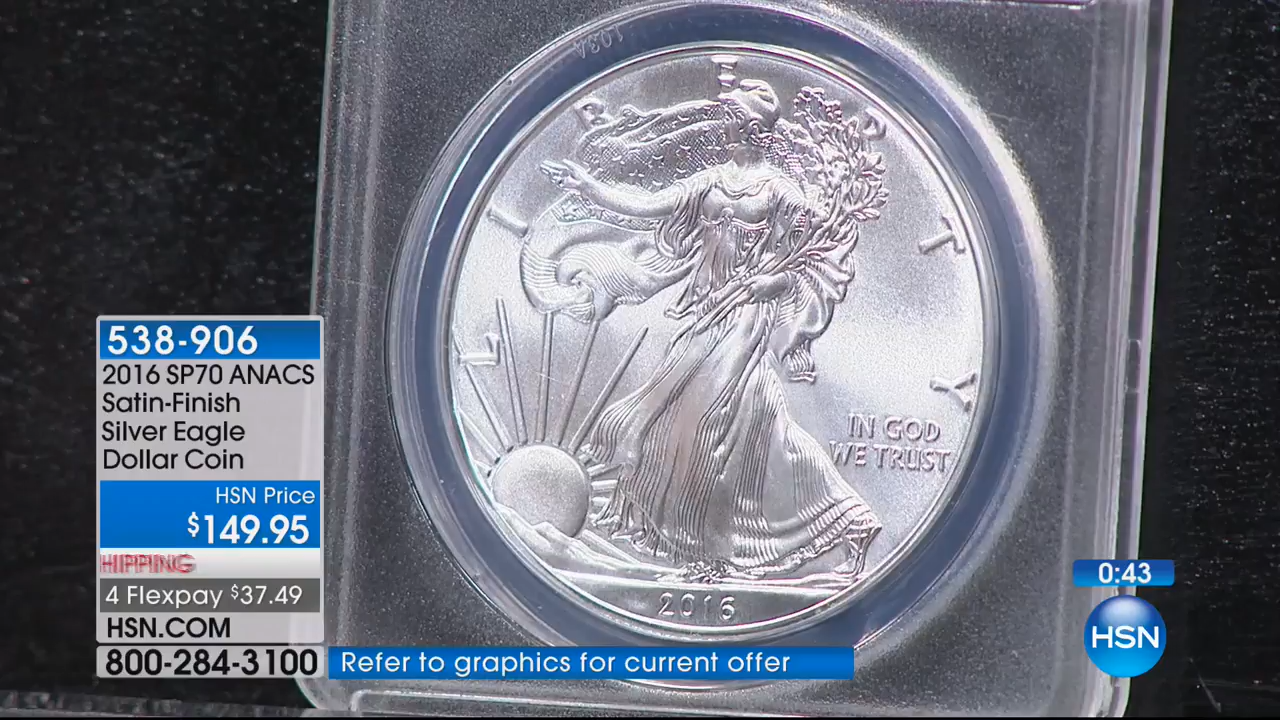 538-906
2016 SP70 ANACS
Satin-Finish
Silver Eagle
Dollar Coin
HSN Price
$149.95
HIPPING
4 Flexpay $37.49
HSN.COM
800-284-3100
Refer to graphics for current offer
0:43
HSN
LIBERTY
IN GOD
WE TRUST
2016